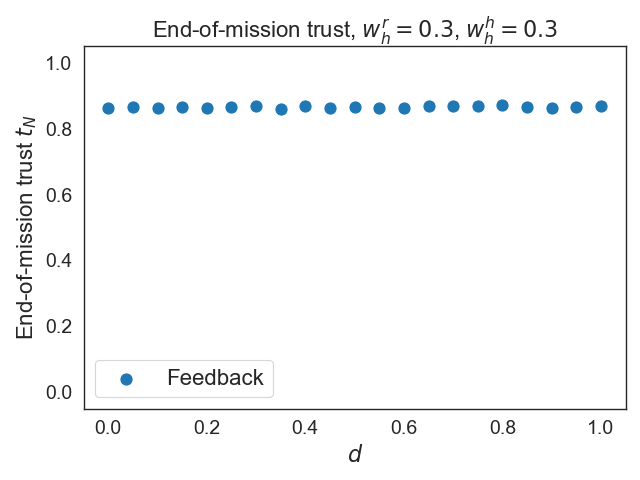 End-of-mission trust, $w_h^r = 0.3$, $w_h^h = 0.3$
End-of-mission trust $t_N$
1.0
0.8
0.6
0.4
0.2
0.0
Feedback
0.0 0.2 0.4 0.6 0.8 1.0
d